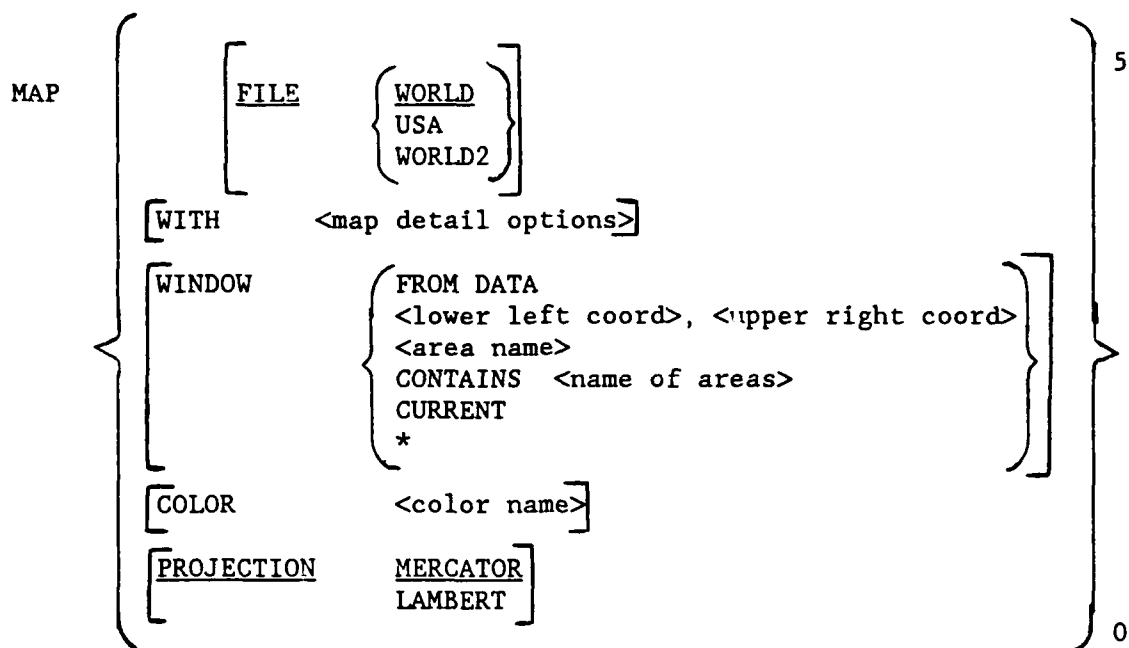 5
MAP FILE WORLD
USA
WORLD2
WITH <map detail options>
WINDOW FROM DATA
<lower left coord>, <upper right coord>
<area name>
CONTAINS <name of areas>
CURRENT
*
COLOR <color name>
PROJECTION MERCATOR
LAMBERT
0